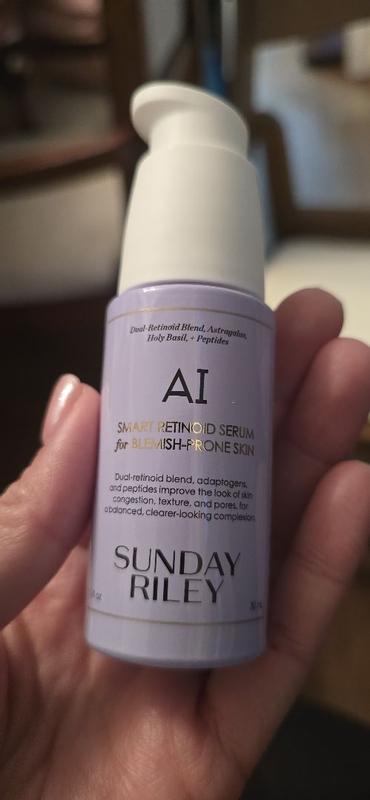 Dual-Retinoid Blend, Astragalus,
Holy Basil, + Peptides
AI
SMART RETINOID SERUM
for BLEMISH-PRONE SKIN
Dual-retinoid blend, adaptogens,
and peptides improve the look of skin
congestion, texture, and pores, for
a balanced, clearer-looking complexion.
SUNDAY
RILEY